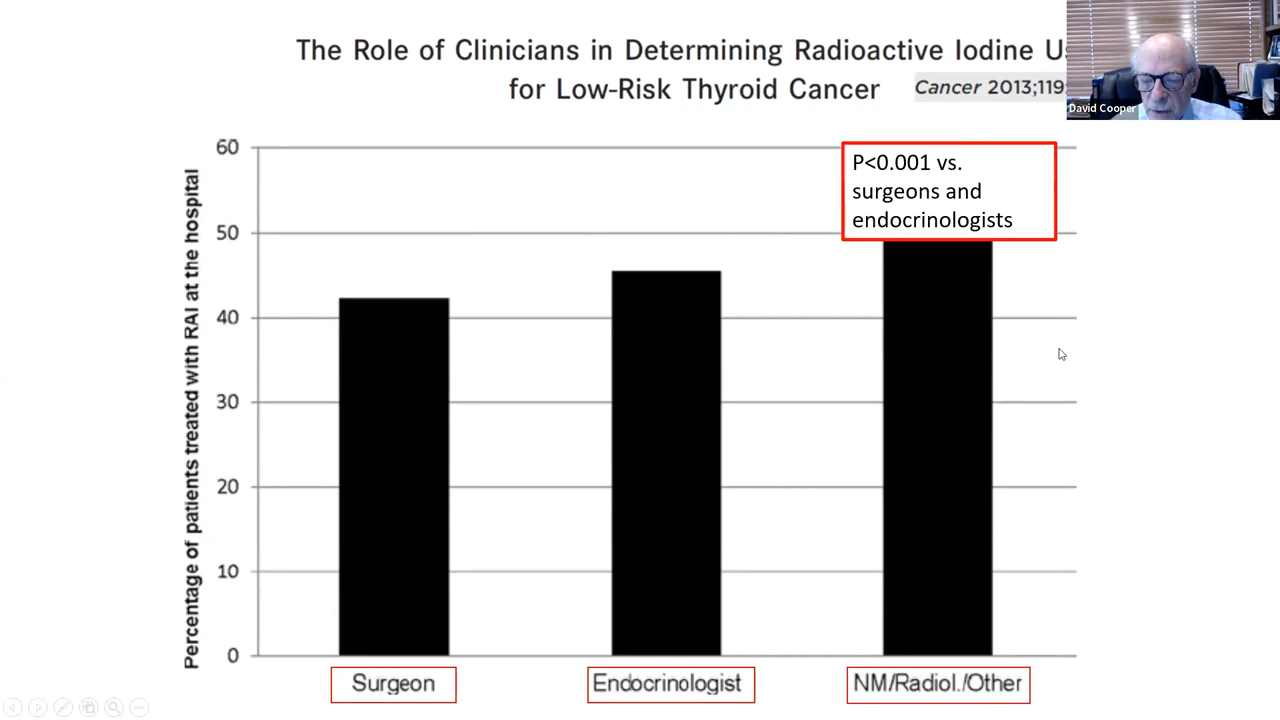 The Role of Clinicians in Determining Radioactive Iodine
for Low-Risk Thyroid Cancer
Cancer 2013;119
David Cooper
P<0.001 vs.
surgeons and
endocrinologists
Percentage of patients treated with RAI at the hospital
60
50
40
30
20
10
0
Surgeon
Endocrinologist
NM/Radiol./Other